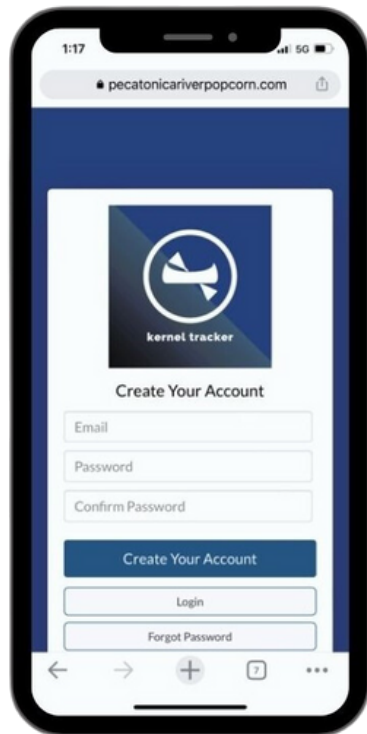 1:17
5G
pecatonicariverpopcorn.com
kernel tracker
Create Your Account
Email
Password
Confirm Password
Create Your Account
Login
Forgot Password
7